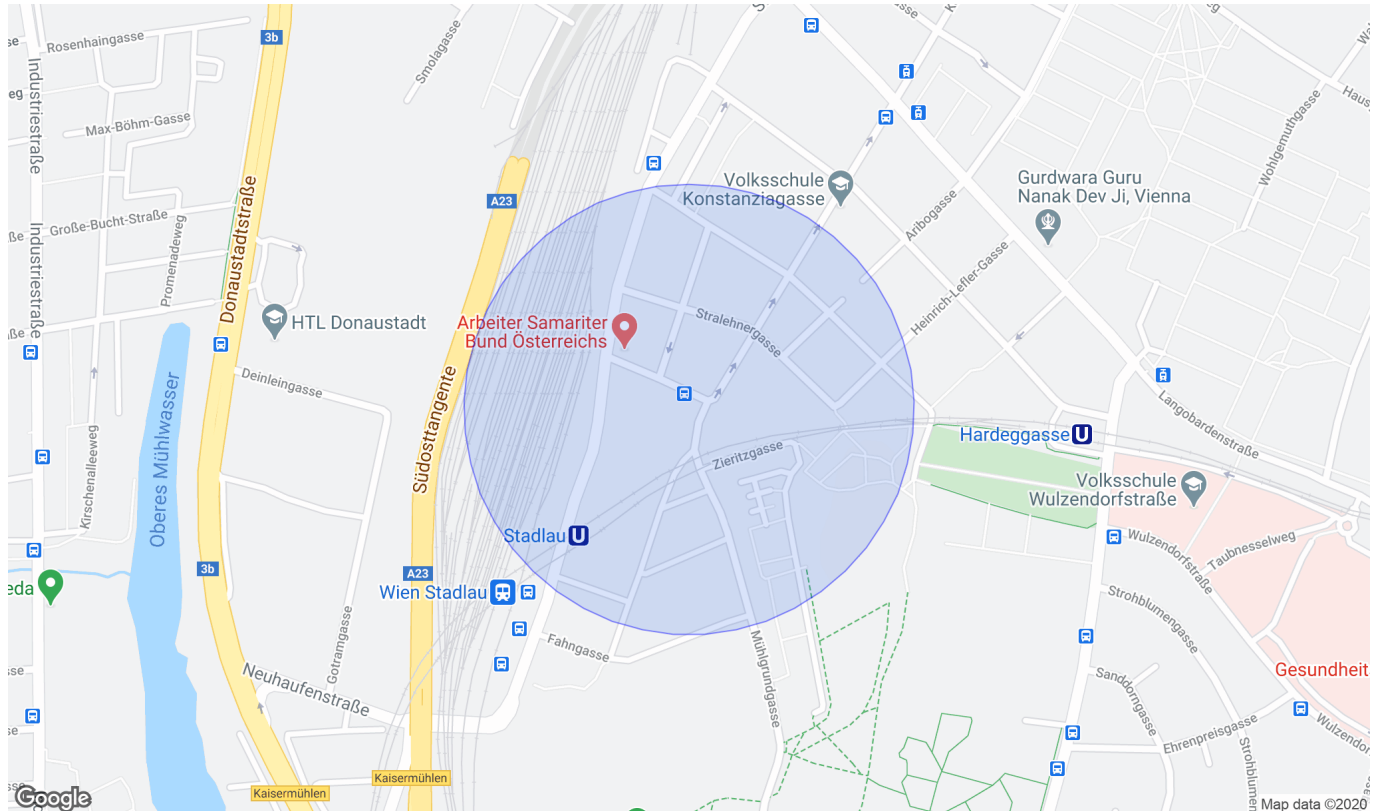 Rosenhaingasse
3b
Smolagasse
Industriestraße
Max-Böhm-Gasse
Wohlgemuthgasse
Donaustadtstraße
A23
Volksschule
Konstanziagasse
Gurdwara Guru
Nanak Dev Ji, Vienna
Große-Bucht-Straße
Promenadeweg
Industriestraße
Aribogasse
Heinrich-Lefler-Gasse
HTL Donaustadt
Arbeiter Samariter
Bund Österreichs
Stralehnergasse
Deinleingasse
Südosttangente
Oberes Mühlwasser
Kirschenalleeweg
Langobardenstraße
Hardeggasse U
Zieritzgasse
Volksschule
Wulzendorfstraße
Stadlau U
Wulzendorfstraße
Taubnesselweg
3b
A23
Wien Stadlau
Strohblumengasse
Gotramgasse
Fahngasse
Mühlgrundgasse
Neuhaufenstraße
Gesundheit
Sanddorngasse
Ehrenpreisgasse
Wulzendor
Strohblumen
Kaisermühlen
Kaisermühlen
Google
Map data ©2020